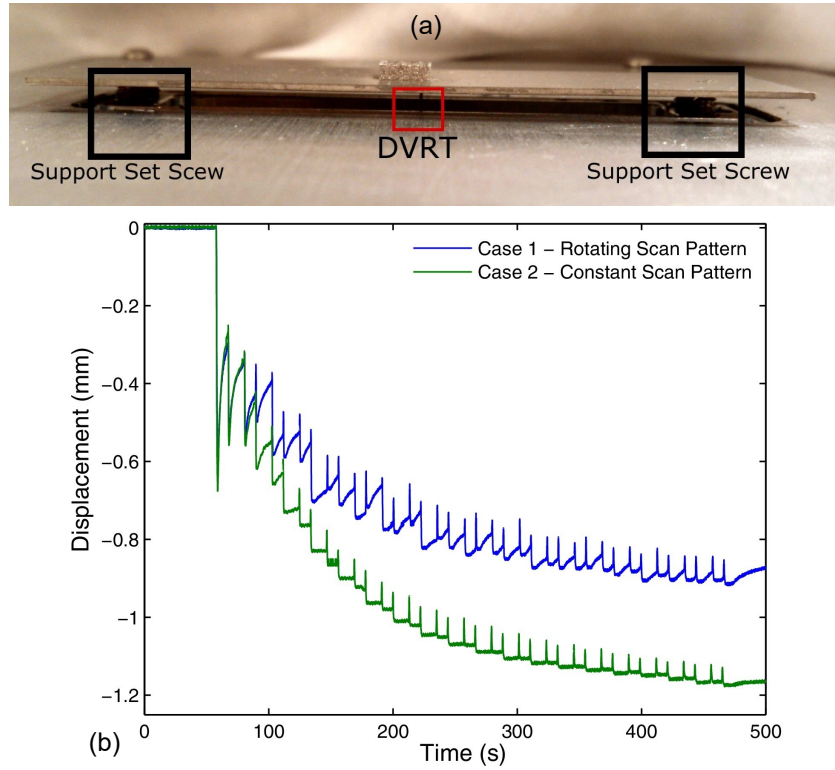 (a)
DVRT
Support Set Scew
Support Set Screw
0
−0.2
−0.4
−0.6
−0.8
−1
−1.2
Displacement (mm)
Case 1 − Rotating Scan Pattern
Case 2 − Constant Scan Pattern
0 100 200 300 400 500
Time (s)
(b)